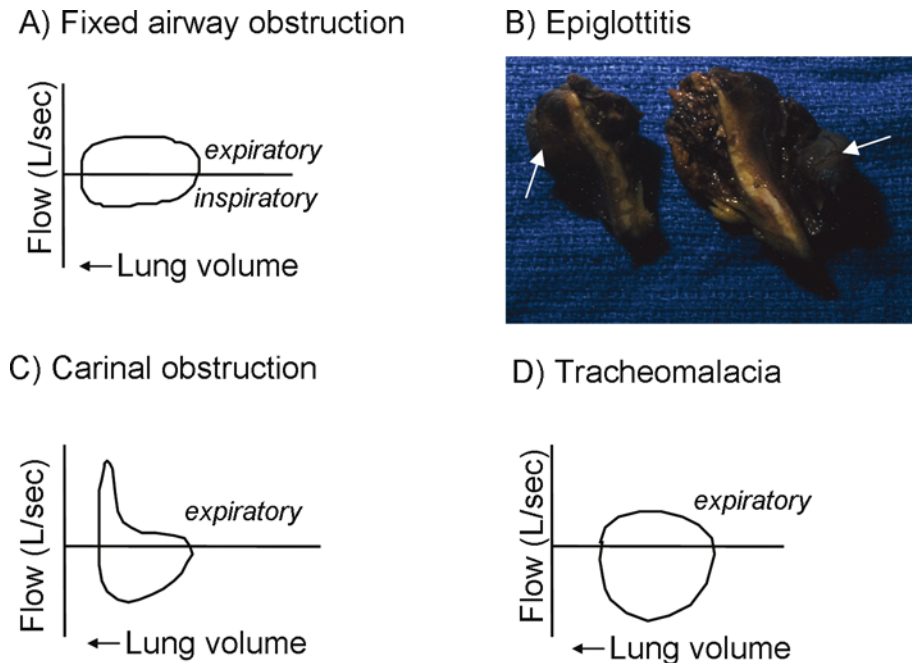 A) Fixed airway obstruction
Flow (L/sec)
expiratory
inspiratory
← Lung volume
B) Epiglottitis
C) Carinal obstruction
Flow (L/sec)
expiratory
← Lung volume
D) Tracheomalacia
Flow (L/sec)
expiratory
← Lung volume